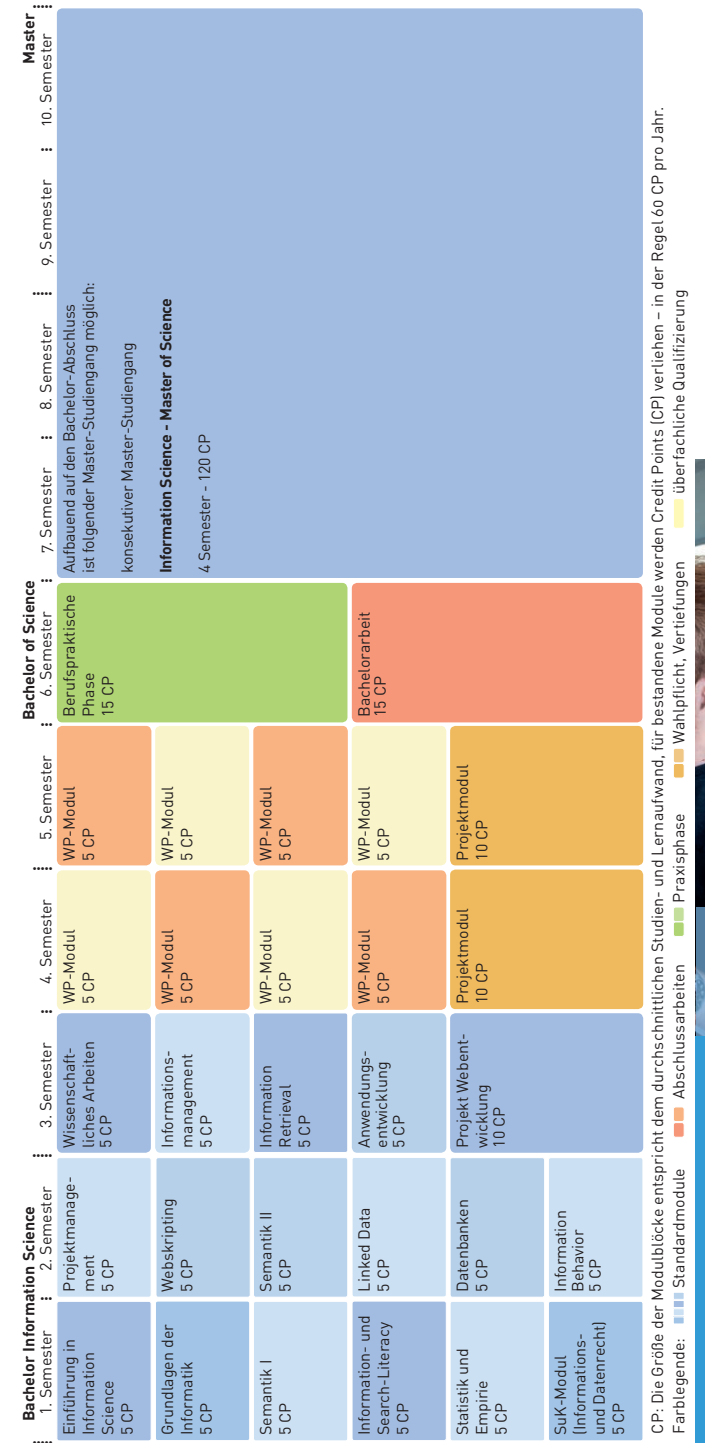 Bachelor Information Science
1. Semester
Einführung in
Information
Science
5 CP
Grundlagen der
Informatik
5 CP
Semantik I
5 CP
Information- und
Search-Literacy
5 CP
Statistik und
Empirie
5 CP
SuK-Modul
(Informations-
und Datenrecht)
5 CP
2. Semester
Projektmanage-
ment
5 CP
Webskripting
5 CP
Semantik II
5 CP
Linked Data
5 CP
Datenbanken
5 CP
Information
Behavior
5 CP
3. Semester
Wissenschaft-
liches Arbeiten
5 CP
Informations-
management
5 CP
Information
Retrieval
5 CP
Anwendungs-
entwicklung
5 CP
Projekt Webent-
wicklung
10 CP
4. Semester
WP-Modul
5 CP
WP-Modul
5 CP
WP-Modul
5 CP
WP-Modul
5 CP
Projektmodul
10 CP
5. Semester
WP-Modul
5 CP
WP-Modul
5 CP
WP-Modul
5 CP
WP-Modul
5 CP
Projektmodul
10 CP
Bachelor of Science
6. Semester
Berufspraktische
Phase
15 CP
Bachelorarbeit
15 CP
Master
7. Semester
8. Semester
9. Semester
10. Semester
Aufbauend auf den Bachelor-Abschluss
ist folgender Master-Studiengang möglich:
konsekutiver Master-Studiengang
Information Science - Master of Science
4 Semester - 120 CP
CP: Die Größe der Modulblöcke entspricht dem durchschnittlichen Studien- und Lernaufwand, für bestandene Module werden Credit Points (CP) verliehen – in der Regel 60 CP pro Jahr.
Farblegende: Standardmodule Abschlussarbeiten Praxisphase Wahlpflicht, Vertiefungen überfachliche Qualifizierung